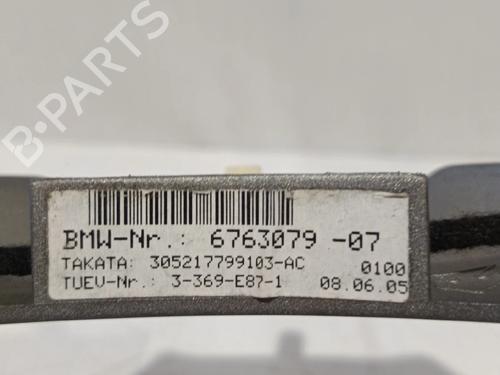 B-PARTS
BMW-Nr.: 6763079 -07
TAKATA: 305217799103-AC 0100
TUEV-Nr.: 3-369-E87-1 08.06.05